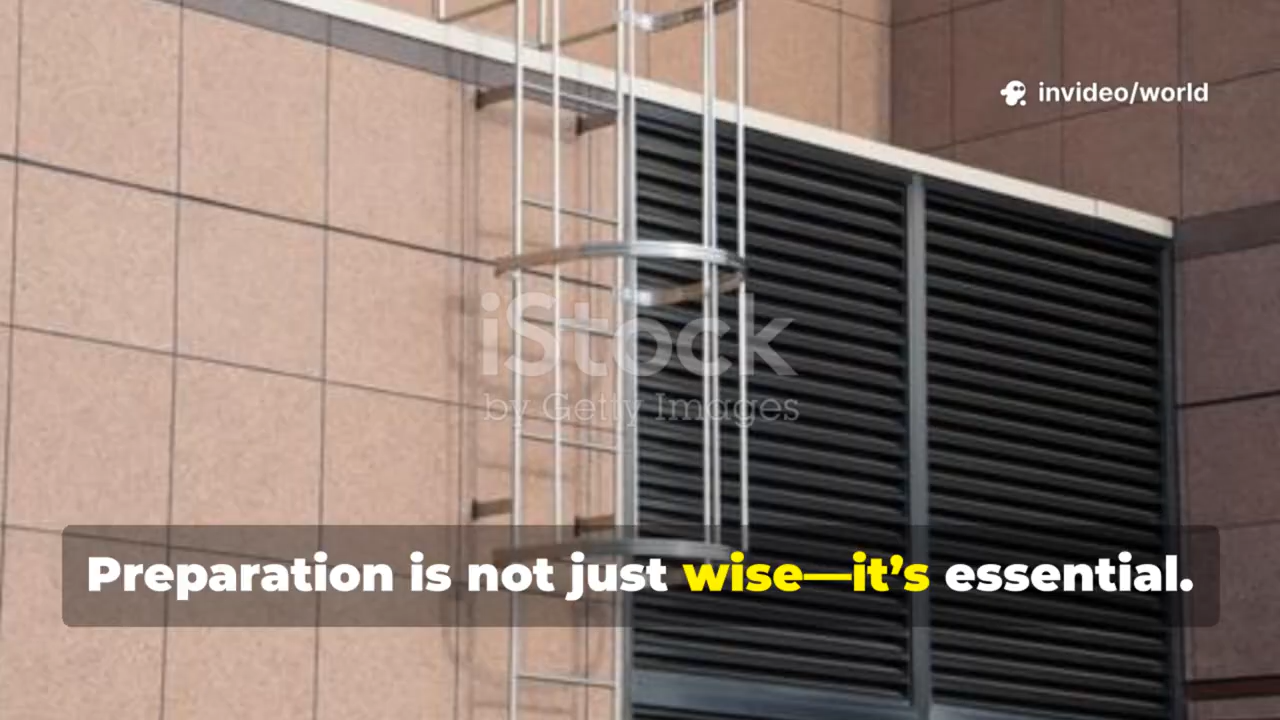 invideo/world
iStock
by Getty Images
Preparation is not just wise—it’s essential.